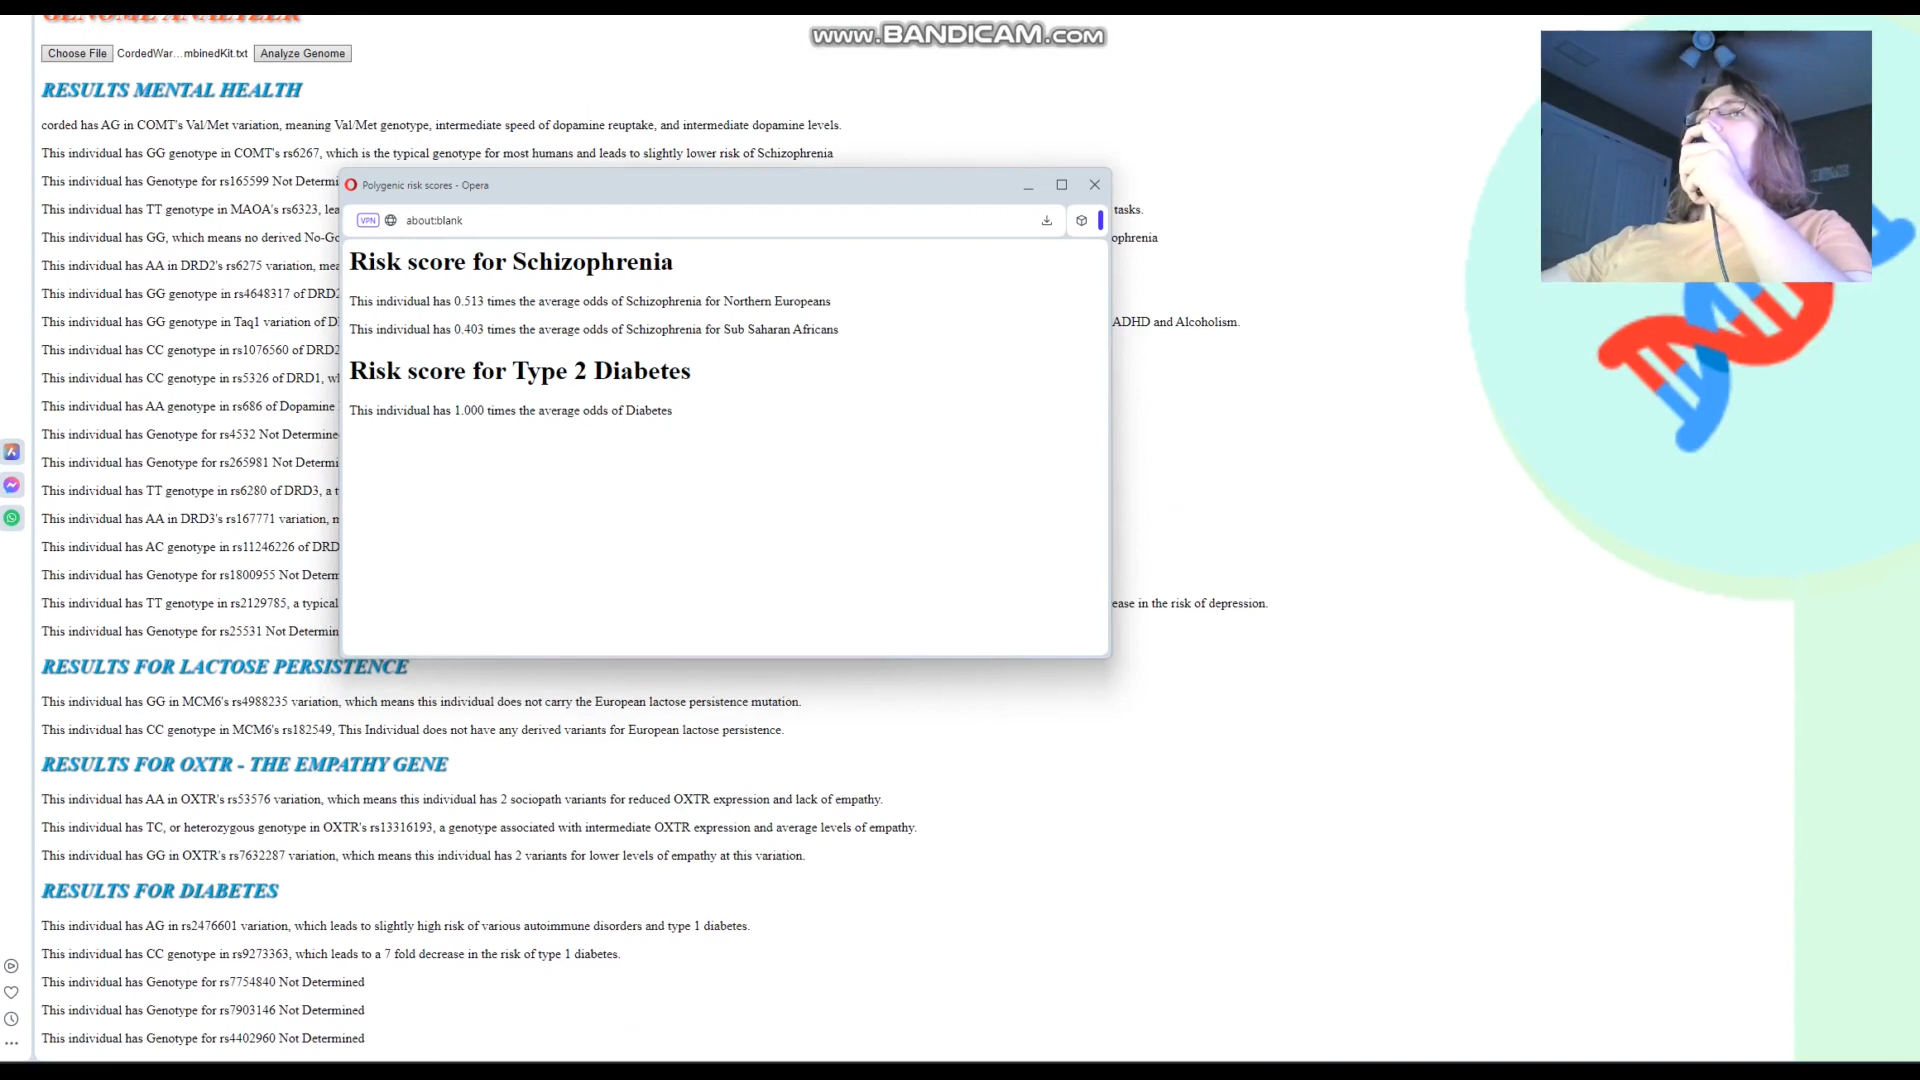 GENOME ANALYZER
www.BANDICAM.com
Choose File CordedWar...mbinedKit.txt Analyze Genome
RESULTS MENTAL HEALTH
corded has AG in COMT's Val/Met variation, meaning Val/Met genotype, intermediate speed of dopamine reuptake, and intermediate dopamine levels.
This individual has GG genotype in COMT's rs6267, which is the typical genotype for most humans and leads to slightly lower risk of Schizophrenia
This individual has Genotype for rs165599 Not Determi
This individual has TT genotype in MAOA's rs6323, lea tasks.
This individual has GG, which means no derived No-Go ophrenia
This individual has AA in DRD2's rs6275 variation, mea
This individual has GG genotype in rs4648317 of DRD2
This individual has GG genotype in Taq1 variation of D ADHD and Alcoholism.
This individual has CC genotype in rs1076560 of DRD2
This individual has CC genotype in rs5326 of DRD1, wh
This individual has AA genotype in rs686 of Dopamine
This individual has Genotype for rs4532 Not Determine
This individual has Genotype for rs265981 Not Determi
This individual has TT genotype in rs6280 of DRD3, a t
This individual has AA in DRD3's rs167771 variation, m
This individual has AC genotype in rs11246226 of DRD
This individual has Genotype for rs1800955 Not Determ
This individual has TT genotype in rs2129785, a typical ease in the risk of depression.
This individual has Genotype for rs25531 Not Determin
Polygenic risk scores - Opera
VPN about:blank
Risk score for Schizophrenia
This individual has 0.513 times the average odds of Schizophrenia for Northern Europeans
This individual has 0.403 times the average odds of Schizophrenia for Sub Saharan Africans
Risk score for Type 2 Diabetes
This individual has 1.000 times the average odds of Diabetes
RESULTS FOR LACTOSE PERSISTENCE
This individual has GG in MCM6's rs4988235 variation, which means this individual does not carry the European lactose persistence mutation.
This individual has CC genotype in MCM6's rs182549, This Individual does not have any derived variants for European lactose persistence.
RESULTS FOR OXTR - THE EMPATHY GENE
This individual has AA in OXTR's rs53576 variation, which means this individual has 2 sociopath variants for reduced OXTR expression and lack of empathy.
This individual has TC, or heterozygous genotype in OXTR's rs13316193, a genotype associated with intermediate OXTR expression and average levels of empathy.
This individual has GG in OXTR's rs7632287 variation, which means this individual has 2 variants for lower levels of empathy at this variation.
RESULTS FOR DIABETES
This individual has AG in rs2476601 variation, which leads to slightly high risk of various autoimmune disorders and type 1 diabetes.
This individual has CC genotype in rs9273363, which leads to a 7 fold decrease in the risk of type 1 diabetes.
This individual has Genotype for rs7754840 Not Determined
This individual has Genotype for rs7903146 Not Determined
This individual has Genotype for rs4402960 Not Determined